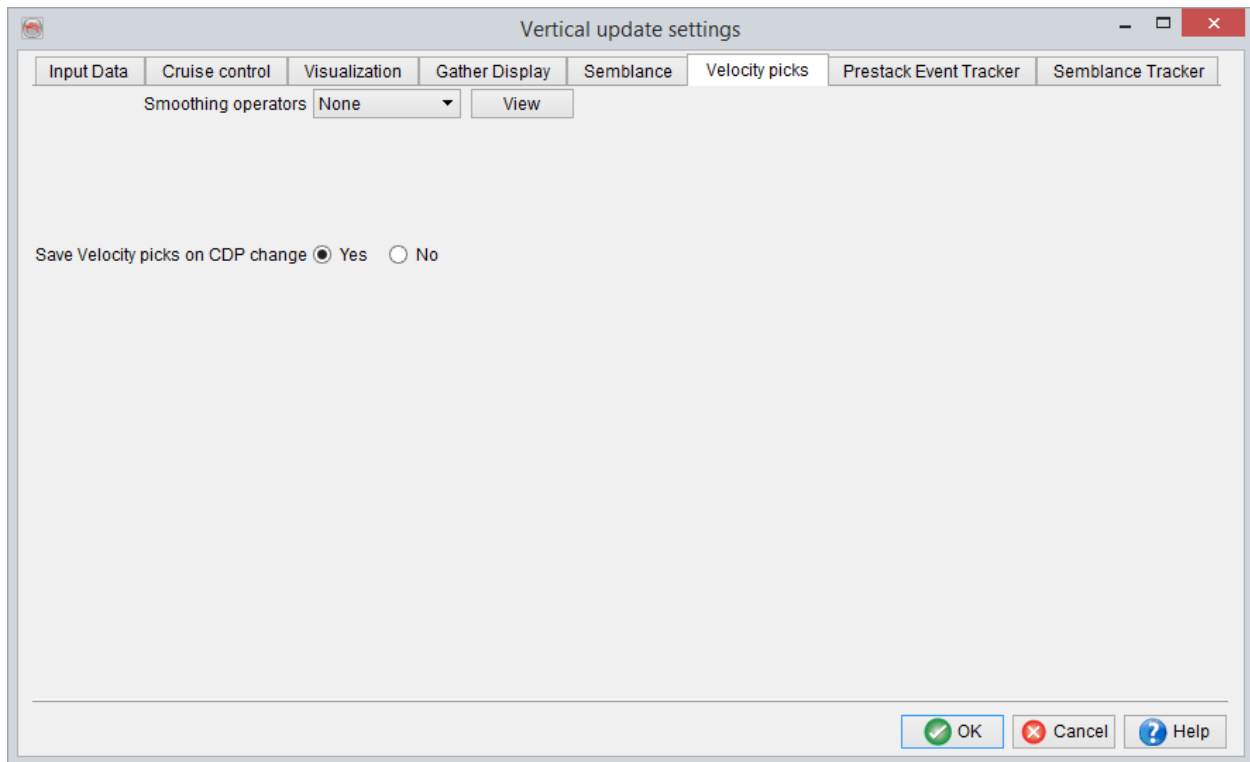 Vertical update settings
Input Data Cruise control Visualization Gather Display Semblance Velocity picks Prestack Event Tracker Semblance Tracker
Smoothing operators None View
Save Velocity picks on CDP change Yes No
OK Cancel Help